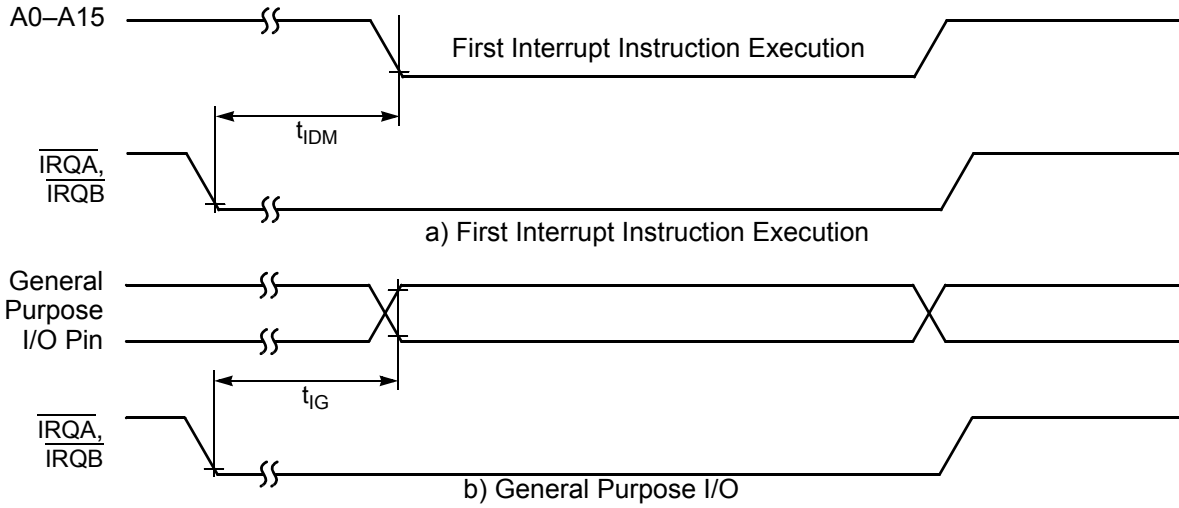 A0–A15
First Interrupt Instruction Execution
tIDM
IRQA,
IRQB
a) First Interrupt Instruction Execution
General
Purpose
I/O Pin
tIG
IRQA,
IRQB
b) General Purpose I/O